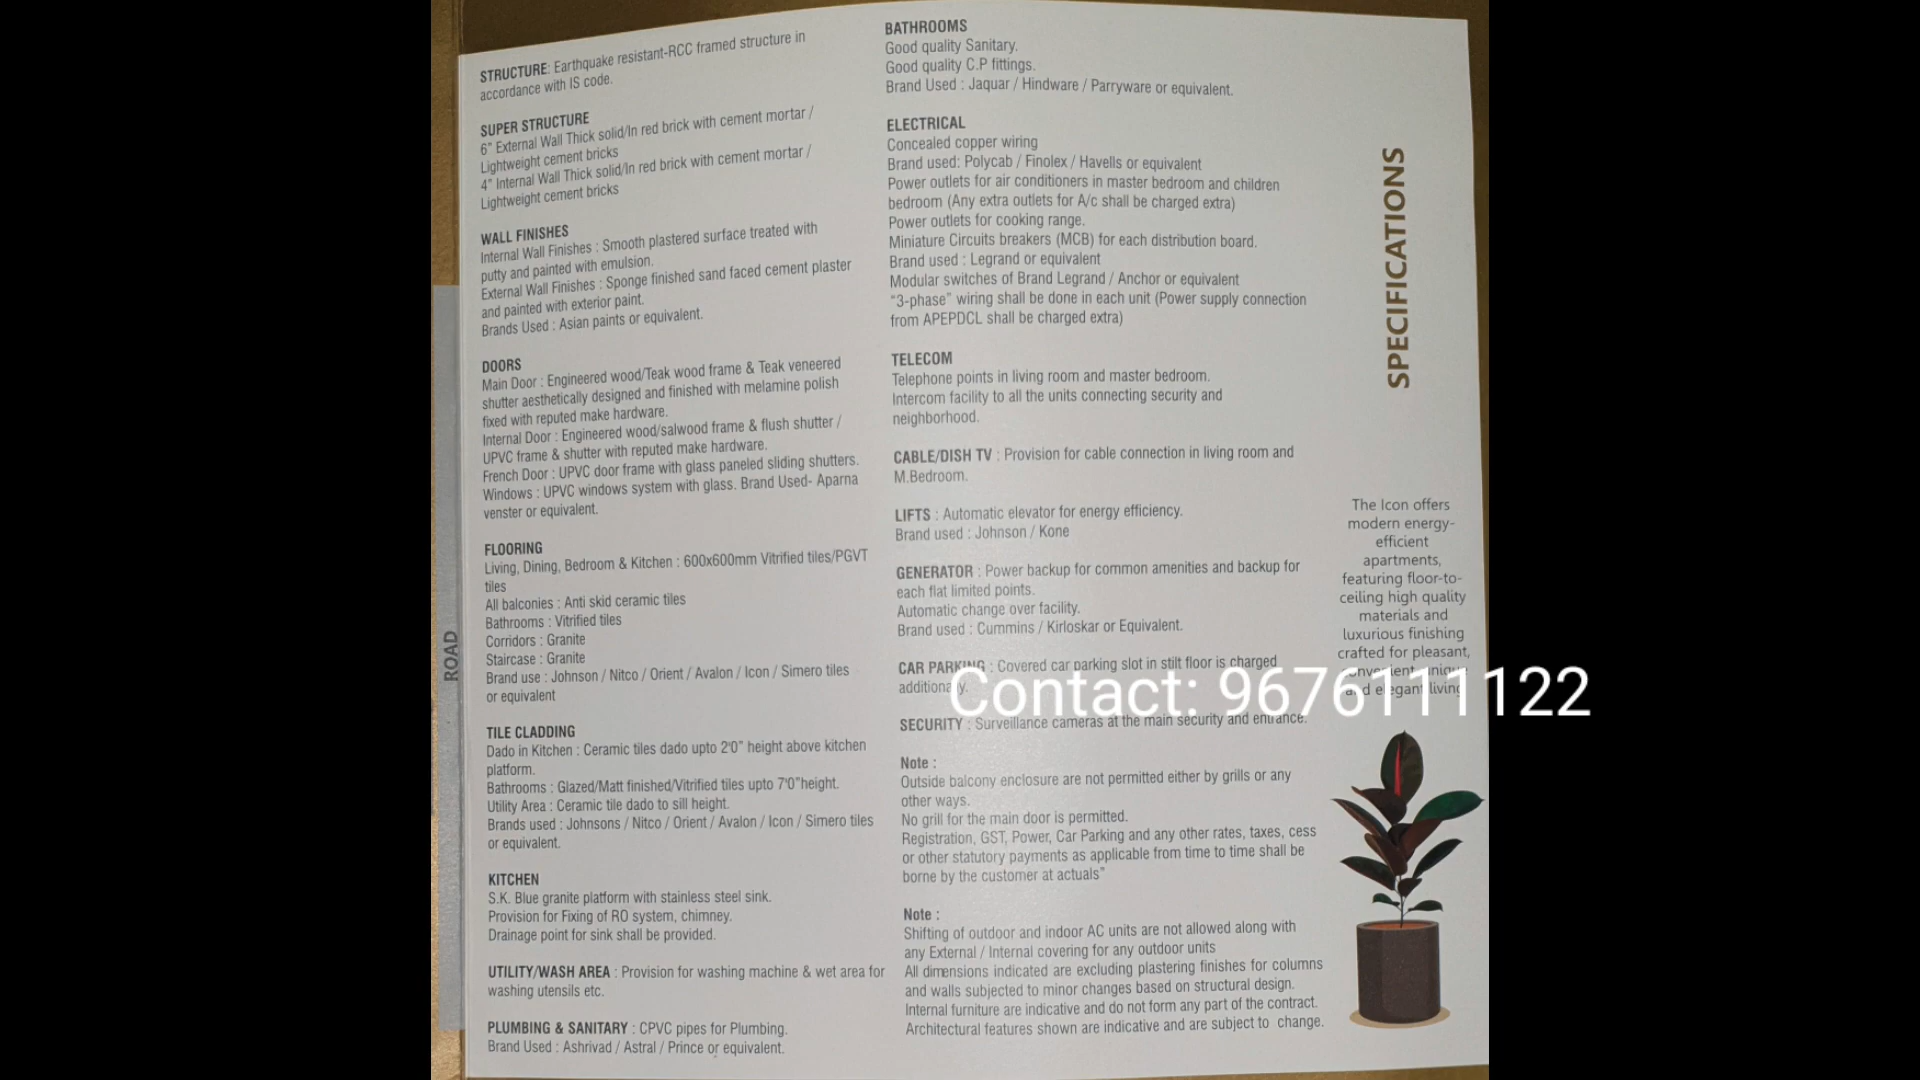 STRUCTURE: Earthquake resistant-RCC framed structure in
accordance with IS code.
SUPER STRUCTURE
6" External Wall Thick solid/In red brick with cement mortar /
Lightweight cement bricks
4" Internal Wall Thick solid/In red brick with cement mortar /
Lightweight cement bricks
WALL FINISHES
Internal Wall Finishes : Smooth plastered surface treated with
putty and painted with emulsion.
External Wall Finishes : Sponge finished sand faced cement plaster
and painted with exterior paint.
Brands Used : Asian paints or equivalent.
DOORS
Main Door : Engineered wood/Teak wood frame & Teak veneered
shutter aesthetically designed and finished with melamine polish
fixed with reputed make hardware.
Internal Door : Engineered wood/salwood frame & flush shutter /
UPVC frame & shutter with reputed make hardware.
French Door : UPVC door frame with glass paneled sliding shutters.
Windows : UPVC windows system with glass. Brand Used- Aparna
venster or equivalent.
FLOORING
Living, Dining, Bedroom & Kitchen : 600x600mm Vitrified tiles/PGVT
tiles
All balconies : Anti skid ceramic tiles
Bathrooms : Vitrified tiles
Corridors : Granite
Staircase : Granite
Brand use : Johnson / Nitco / Orient / Avalon / Icon / Simero tiles
or equivalent
TILE CLADDING
Dado in Kitchen : Ceramic tiles dado upto 2'0" height above kitchen
platform.
Bathrooms : Glazed/Matt finished/Vitrified tiles upto 7'0"height.
Utility Area : Ceramic tile dado to sill height.
Brands used : Johnsons / Nitco / Orient / Avalon / Icon / Simero tiles
or equivalent.
KITCHEN
S.K. Blue granite platform with stainless steel sink.
Provision for Fixing of RO system, chimney.
Drainage point for sink shall be provided.
UTILITY/WASH AREA : Provision for washing machine & wet area for
washing utensils etc.
PLUMBING & SANITARY : CPVC pipes for Plumbing.
Brand Used : Ashrivad / Astral / Prince or equivalent.
BATHROOMS
Good quality Sanitary.
Good quality C.P fittings.
Brand Used : Jaquar / Hindware / Parryware or equivalent.
ELECTRICAL
Concealed copper wiring
Brand used: Polycab / Finolex / Havells or equivalent
Power outlets for air conditioners in master bedroom and children
bedroom (Any extra outlets for A/c shall be charged extra)
Power outlets for cooking range.
Miniature Circuits breakers (MCB) for each distribution board.
Brand used : Legrand or equivalent
Modular switches of Brand Legrand / Anchor or equivalent
"3-phase" wiring shall be done in each unit (Power supply connection
from APEPDCL shall be charged extra)
TELECOM
Telephone points in living room and master bedroom.
Intercom facility to all the units connecting security and
neighborhood.
CABLE/DISH TV : Provision for cable connection in living room and
M.Bedroom.
LIFTS : Automatic elevator for energy efficiency.
Brand used : Johnson / Kone
GENERATOR : Power backup for common amenities and backup for
each flat limited points.
Automatic change over facility.
Brand used : Cummins / Kirloskar or Equivalent.
CAR PARKING : Covered car parking slot in stilt floor is charged
additionally.
SECURITY : Surveillance cameras at the main security and entrance.
Note :
Outside balcony enclosure are not permitted either by grills or any
other ways.
No grill for the main door is permitted.
Registration, GST, Power, Car Parking and any other rates, taxes, cess
or other statutory payments as applicable from time to time shall be
borne by the customer at actuals"
Note :
Shifting of outdoor and indoor AC units are not allowed along with
any External / Internal covering for any outdoor units
All dimensions indicated are excluding plastering finishes for columns
and walls subjected to minor changes based on structural design.
Internal furniture are indicative and do not form any part of the contract.
Architectural features shown are indicative and are subject to change.
SPECIFICATIONS
The Icon offers
modern energy-
efficient
apartments,
featuring floor-to-
ceiling high quality
materials and
luxurious finishing
crafted for pleasant,
convenient, unique
and elegant living
Contact: 9676111122
ROAD